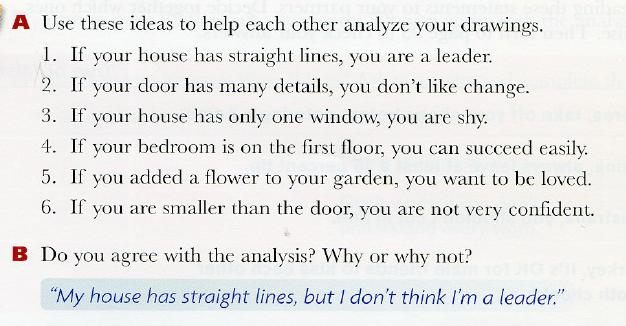 A Use these ideas to help each other analyze your drawings.
1. If your house has straight lines, you are a leader.
2. If your door has many details, you don't like change.
3. If your house has only one window, you are shy.
4. If your bedroom is on the first floor, you can succeed easily.
5. If you added a flower to your garden, you want to be loved.
6. If you are smaller than the door, you are not very confident.
B Do you agree with the analysis? Why or why not?
“My house has straight lines, but I don't think I'm a leader.”